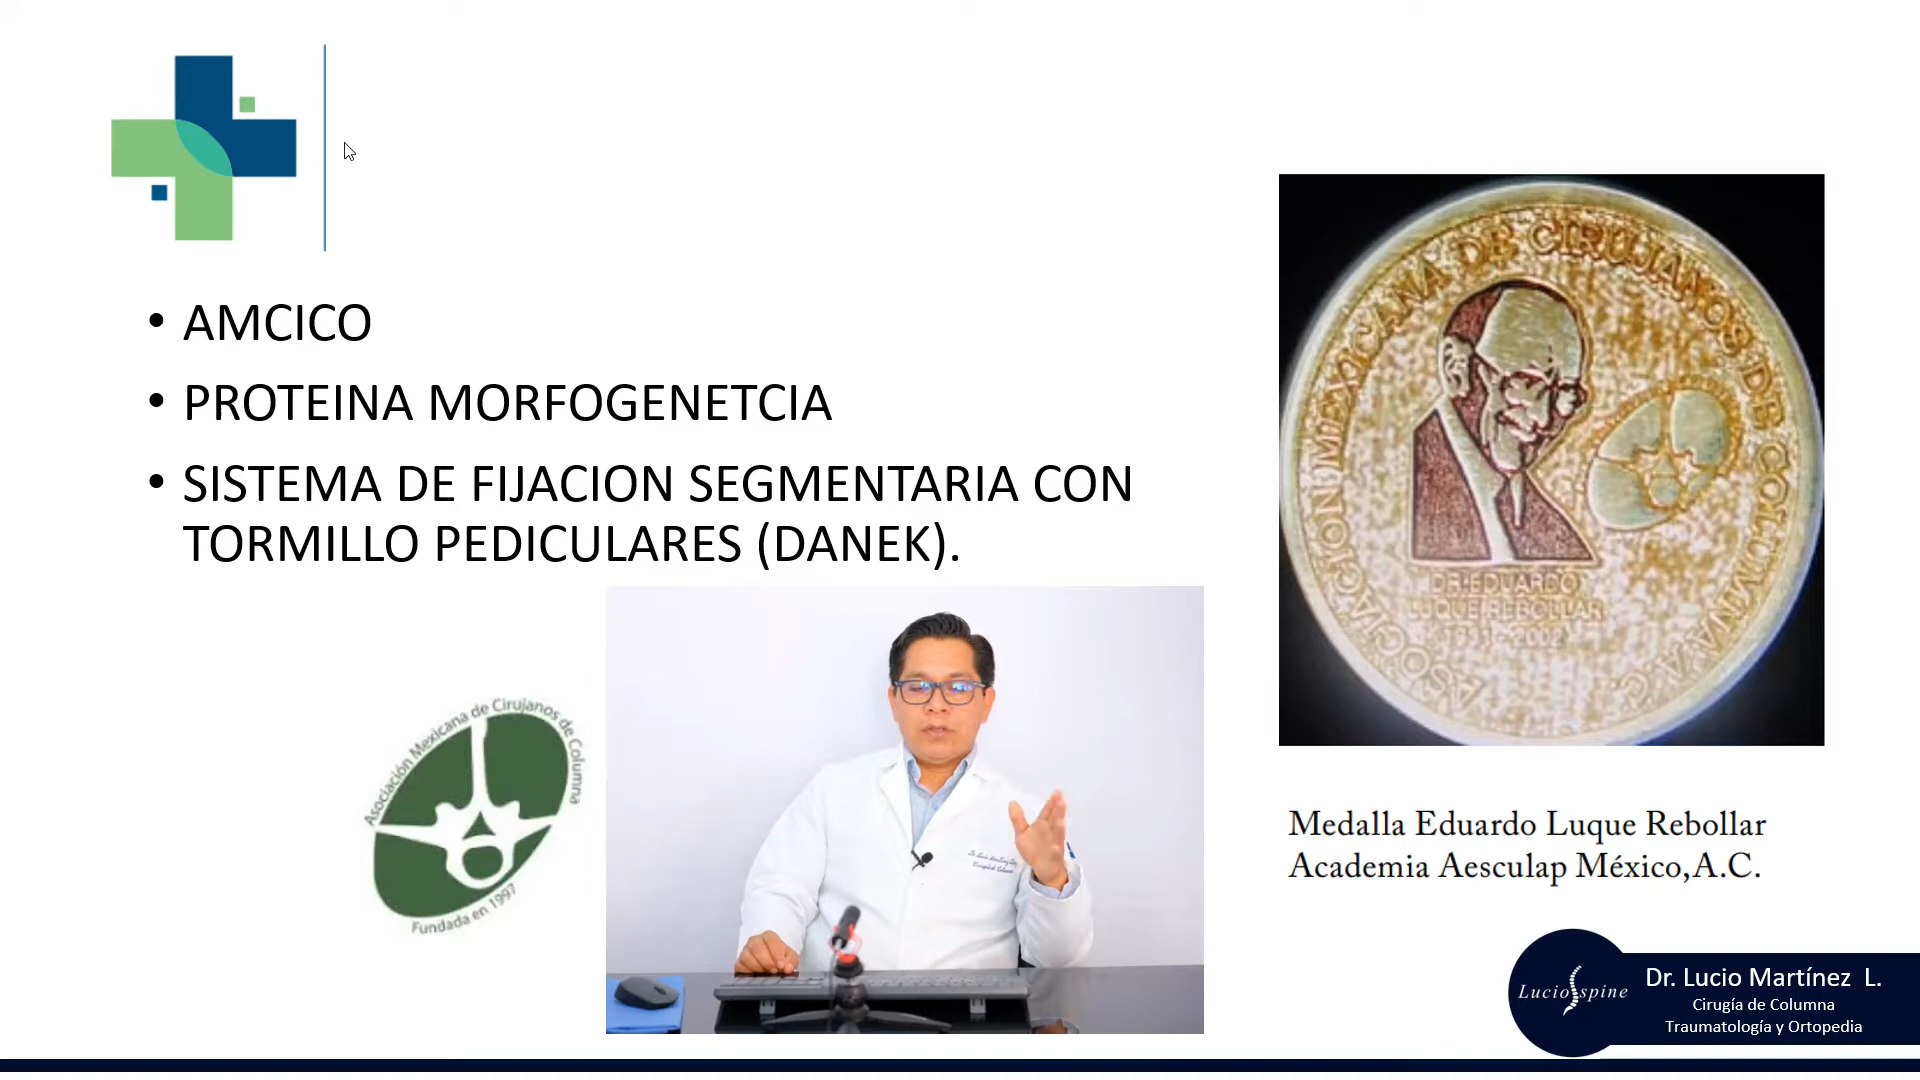 • AMCICO
• PROTEINA MORFOGENETCIA
• SISTEMA DE FIJACION SEGMENTARIA CON
TORMILLO PEDICULARES (DANEK).
ASOCIACION MEXICANA DE CIRUJANOS DE COLUMNA A.C.
DR. EDUARDO
LUQUE REBOLLAR
Asociación Mexicana de Cirujanos de Columna
Fundada en 1997
Medalla Eduardo Luque Rebollar
Academia Aesculap México,A.C.
Lucio spine
Dr. Lucio Martínez L.
Cirugía de Columna
Traumatología y Ortopedia